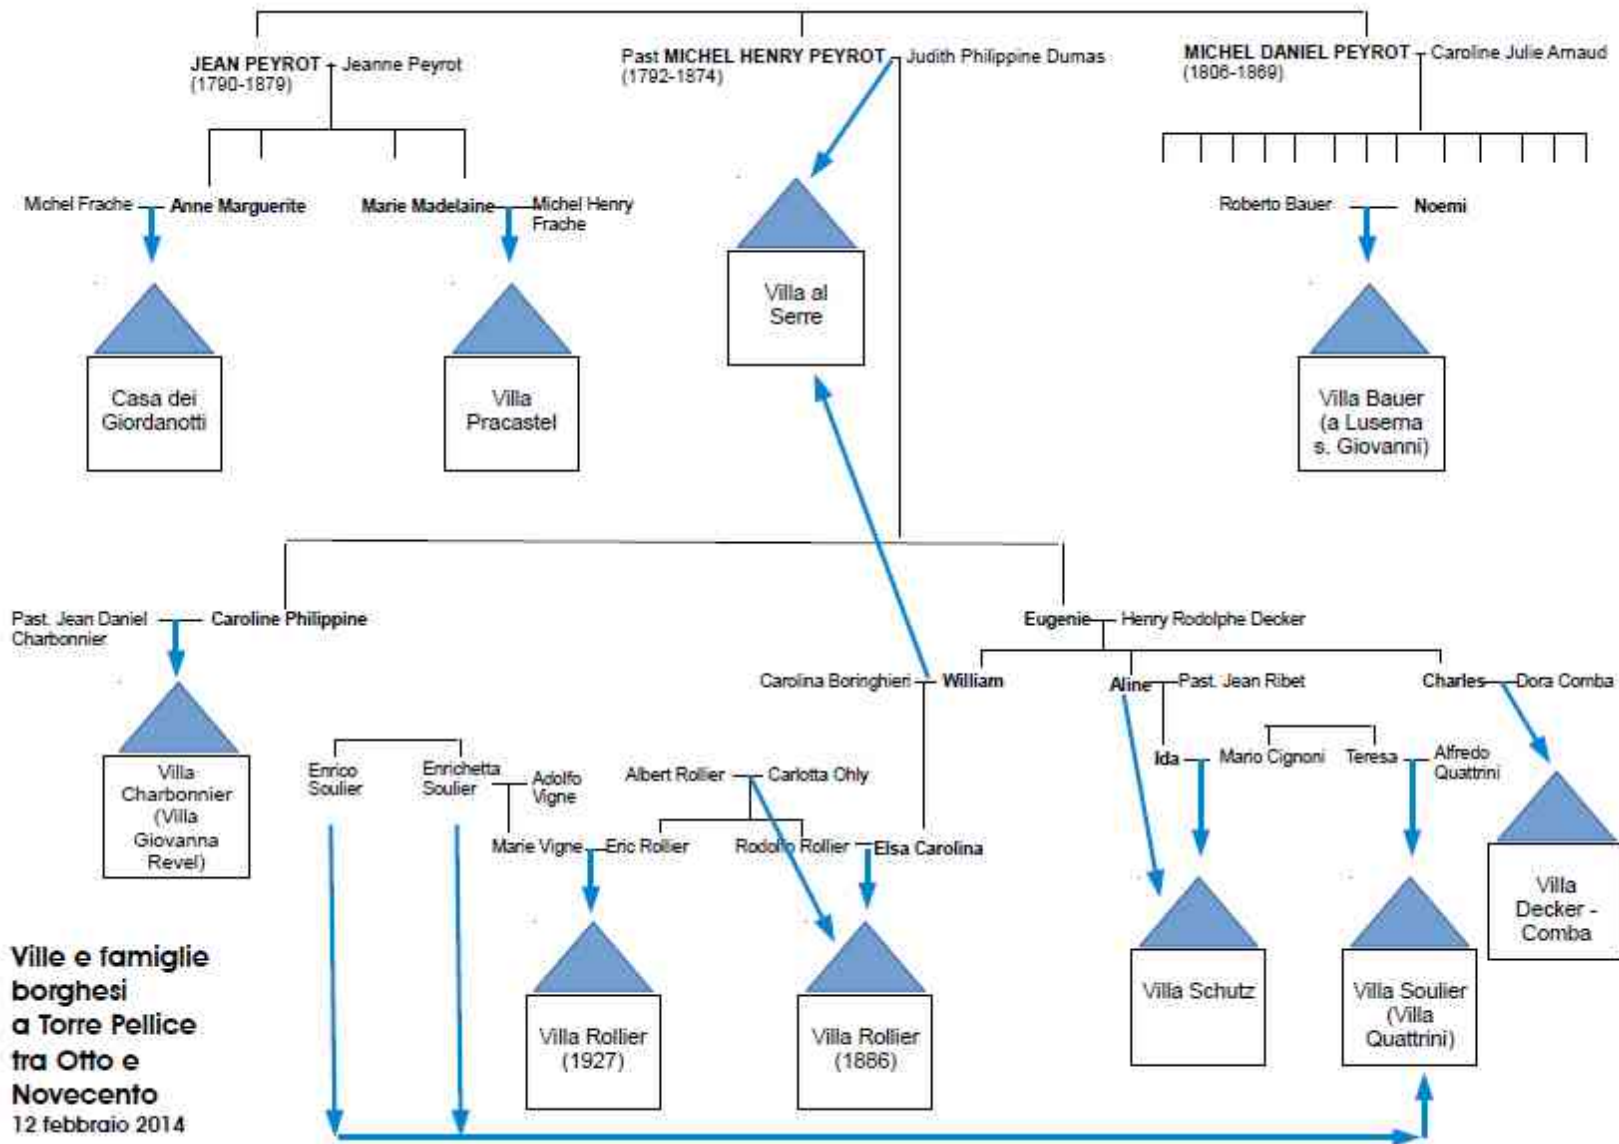 JEAN PEYROT
(1790-1879)
Jeanne Peyrot
Past MICHEL HENRY PEYROT
(1792-1874)
Judith Philippine Dumas
MICHEL DANIEL PEYROT
(1806-1869)
Caroline Julie Arnaud
Michel Frache
Anne Marguerite
Marie Madelaine
Michel Henry
Frache
Roberto Bauer
Noemi
Casa dei
Giordanotti
Villa
Pracastel
Villa al
Serre
Villa Bauer
(a Luserna
s. Giovanni)
Past. Jean Daniel
Charbonnier
Caroline Philippine
Eugenie
Henry Rodolphe Decker
Carolina Boringhieri
William
Aline
Past. Jean Ribet
Charles
Dora Comba
Villa
Charbonnier
(Villa
Giovanna
Revel)
Enrico
Soulier
Enrichetta
Soulier
Adolfo
Vigne
Albert Rollier
Carlotta Ohly
Ida
Mario Cignoni
Teresa
Alfredo
Quattrini
Marie Vigne
Eric Rollier
Rodolfo Rollier
Elsa Carolina
Villa Rollier
(1927)
Villa Rollier
(1886)
Villa Schutz
Villa Soulier
(Villa
Quattrini)
Villa
Decker -
Comba
Ville e famiglie
borghesi
a Torre Pellice
tra Otto e
Novecento
12 febbraio 2014